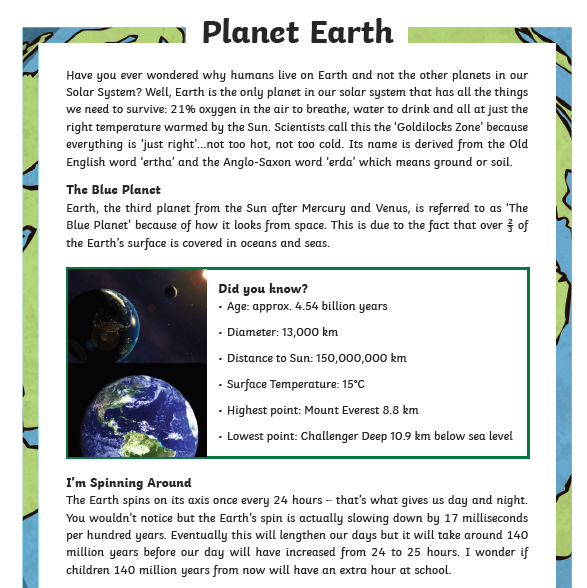 Planet Earth
Have you ever wondered why humans live on Earth and not the other planets in our
Solar System? Well, Earth is the only planet in our solar system that has all the things
we need to survive: 21% oxygen in the air to breathe, water to drink and all at just the
right temperature warmed by the Sun. Scientists call this the ‘Goldilocks Zone’ because
everything is ‘just right’...not too hot, not too cold. Its name is derived from the Old
English word ‘ertha’ and the Anglo-Saxon word ‘erda’ which means ground or soil.
The Blue Planet
Earth, the third planet from the Sun after Mercury and Venus, is referred to as ‘The
Blue Planet’ because of how it looks from space. This is due to the fact that over ⅔ of
the Earth’s surface is covered in oceans and seas.
Did you know?
• Age: approx. 4.54 billion years
• Diameter: 13,000 km
• Distance to Sun: 150,000,000 km
• Surface Temperature: 15°C
• Highest point: Mount Everest 8.8 km
• Lowest point: Challenger Deep 10.9 km below sea level
I’m Spinning Around
The Earth spins on its axis once every 24 hours – that’s what gives us day and night.
You wouldn’t notice but the Earth’s spin is actually slowing down by 17 milliseconds
per hundred years. Eventually this will lengthen our days but it will take around 140
million years before our day will have increased from 24 to 25 hours. I wonder if
children 140 million years from now will have an extra hour at school.